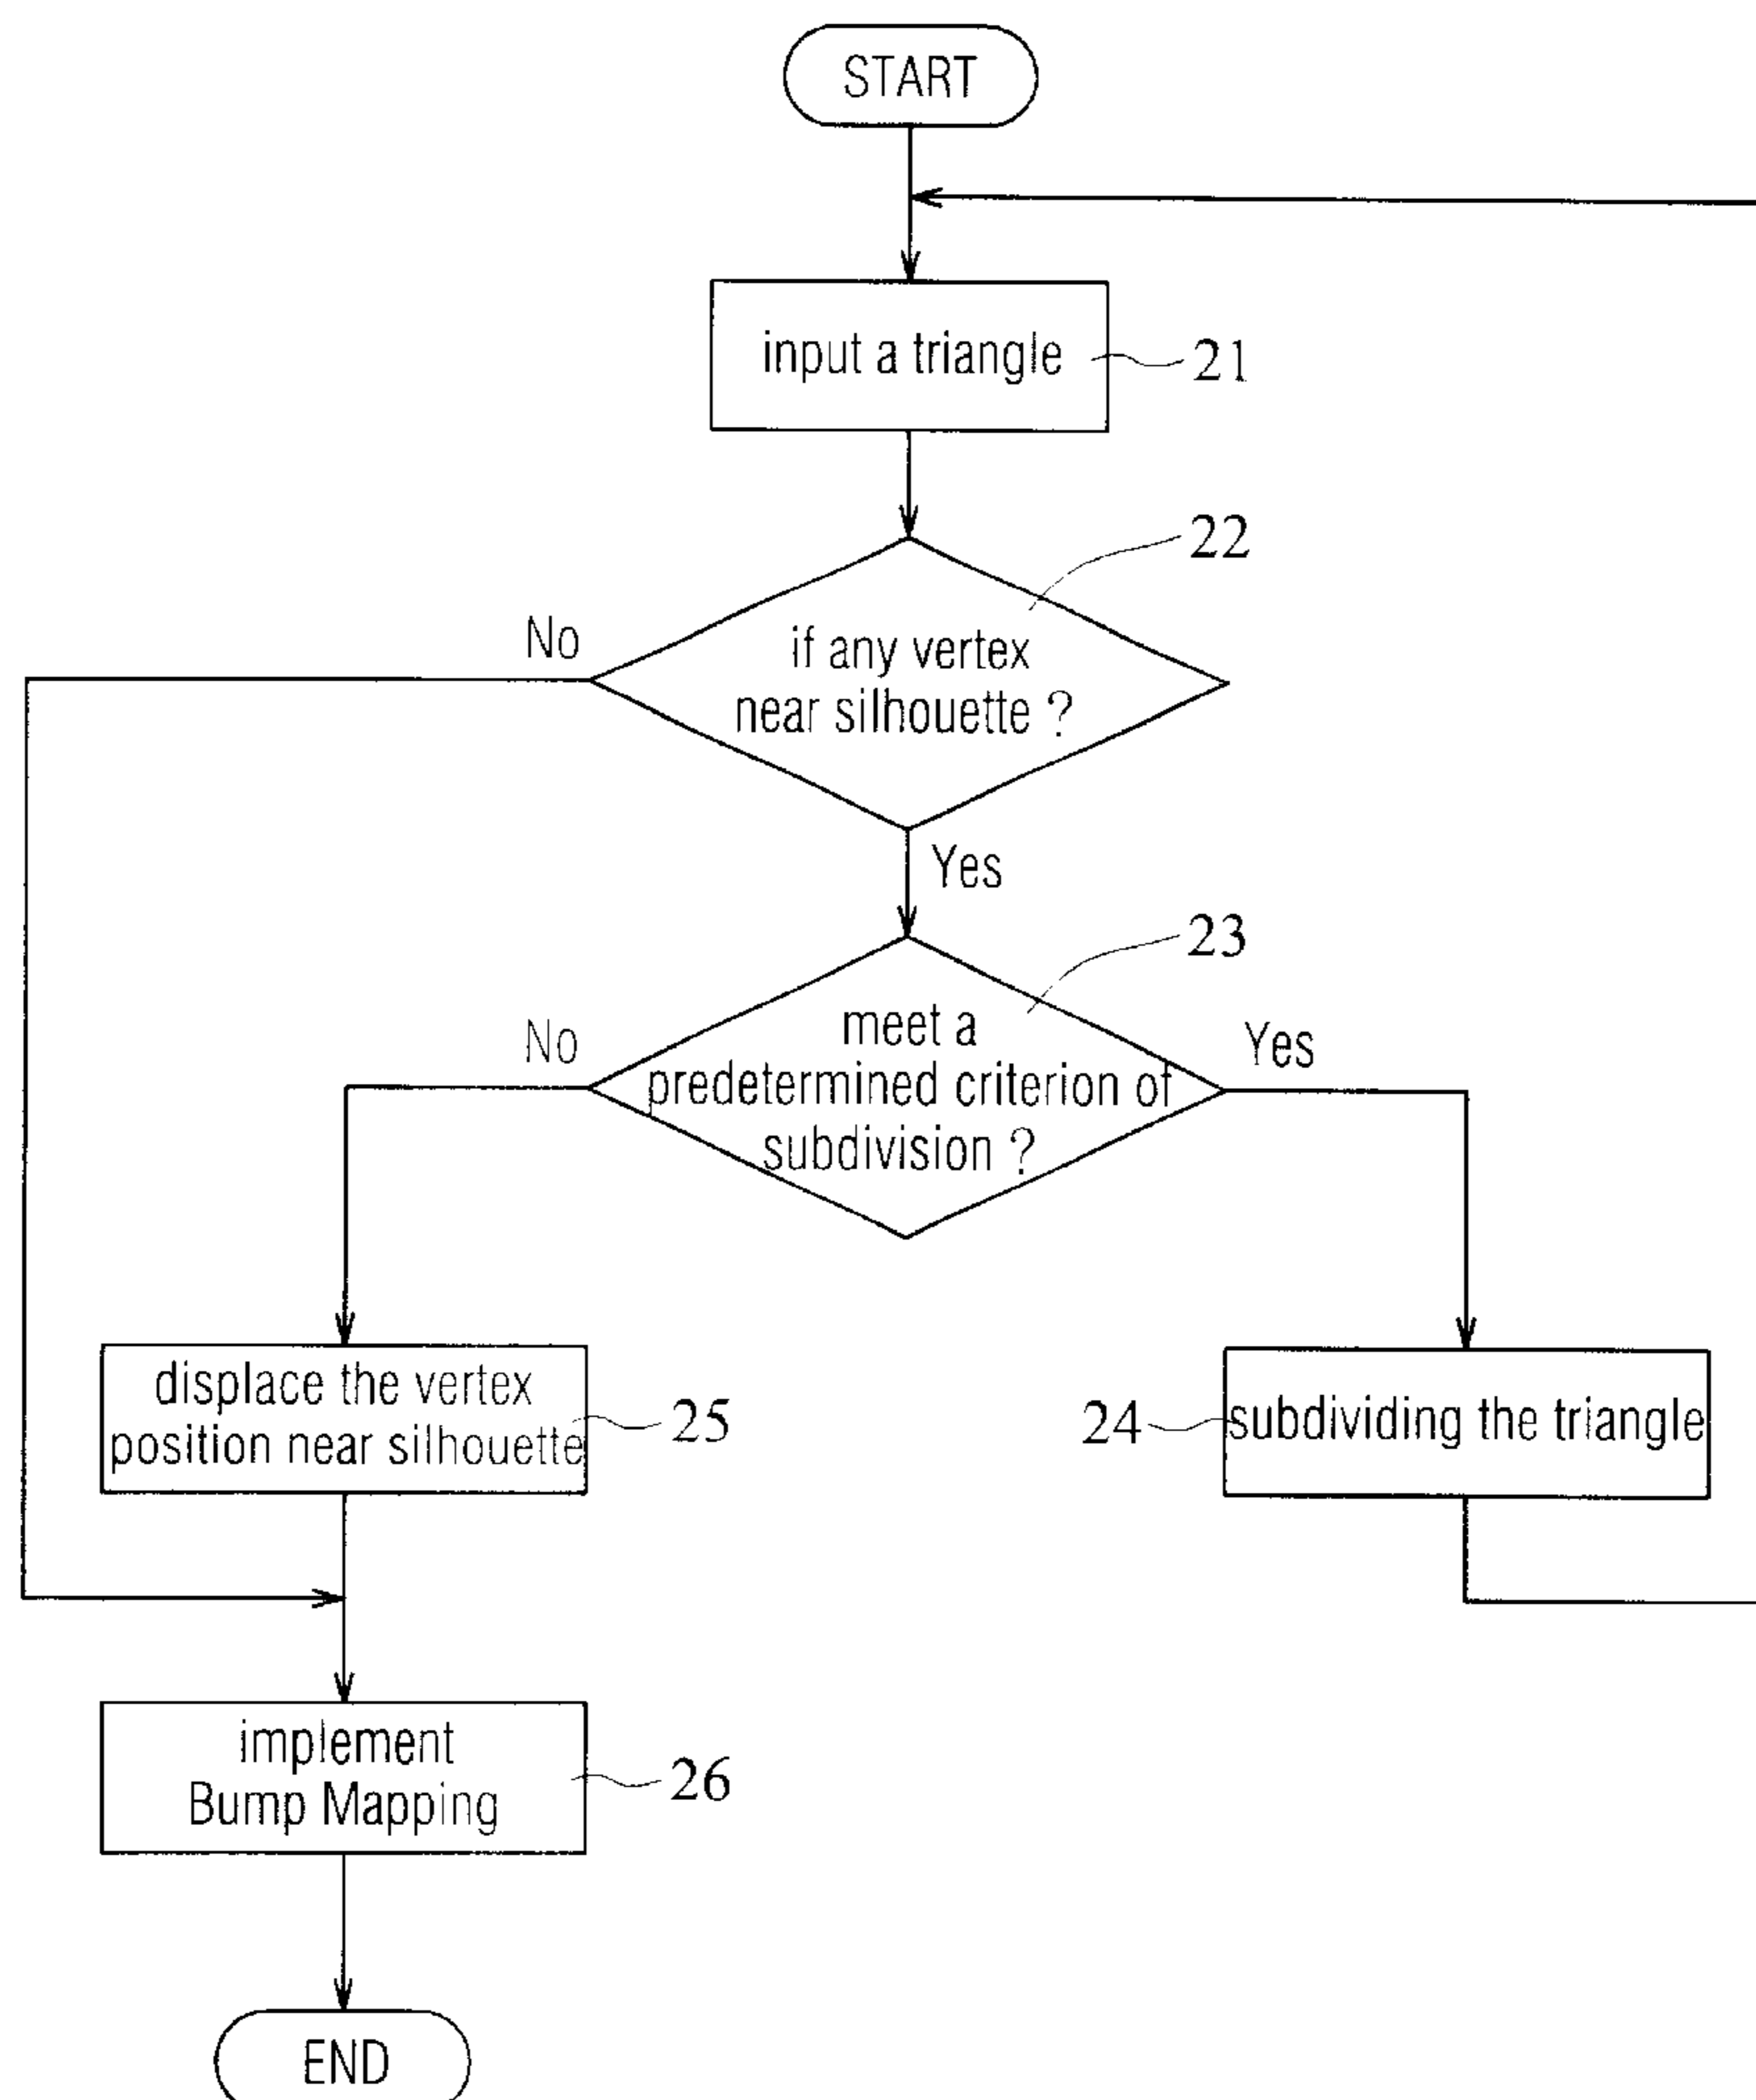 START
input a triangle
21
22
No
if any vertex
near silhouette ?
Yes
23
No
meet a
predetermined criterion of
subdivision ?
Yes
displace the vertex
position near silhouette
25
24
subdividing the triangle
implement
Bump Mapping
26
END